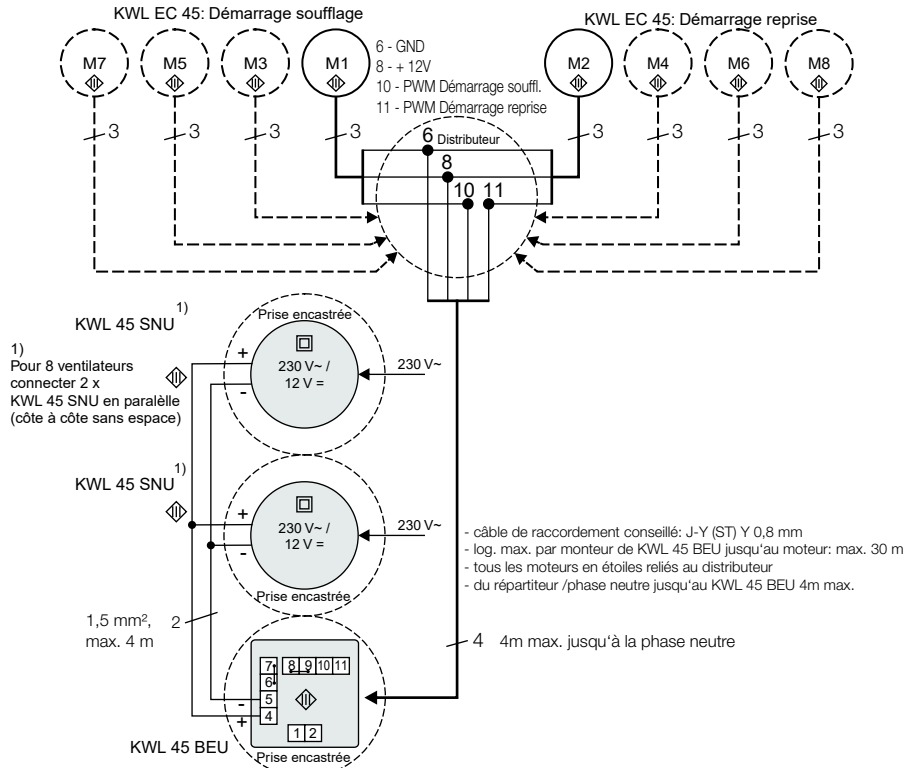 KWL EC 45: Démarrage soufflage
KWL EC 45: Démarrage reprise
M7
M5
M3
M1
6 - GND
8 - + 12V
10 - PWM Démarrage souffl.
11 - PWM Démarrage reprise
M2
M4
M6
M8
3
3
3
3
3
3
3
3
6 Distributeur
8
10 11
KWL 45 SNU 1)
Prise encastrée
1)
Pour 8 ventilateurs
connecter 2 x
KWL 45 SNU en paralèlle
(côte à côte sans espace)
+
-
230 V~ /
12 V =
230 V~
KWL 45 SNU 1)
+
-
230 V~ /
12 V =
230 V~
Prise encastrée
- câble de raccordement conseillé: J-Y (ST) Y 0,8 mm
- log. max. par monteur de KWL 45 BEU jusqu'au moteur: max. 30 m
- tous les moteurs en étoiles reliés au distributeur
- du répartiteur /phase neutre jusqu'au KWL 45 BEU 4m max.
1,5 mm², 2
max. 4 m
4 4m max. jusqu'à la phase neutre
7 8 9 10 11
6
- 5
+ 4
1 2
KWL 45 BEU
Prise encastrée